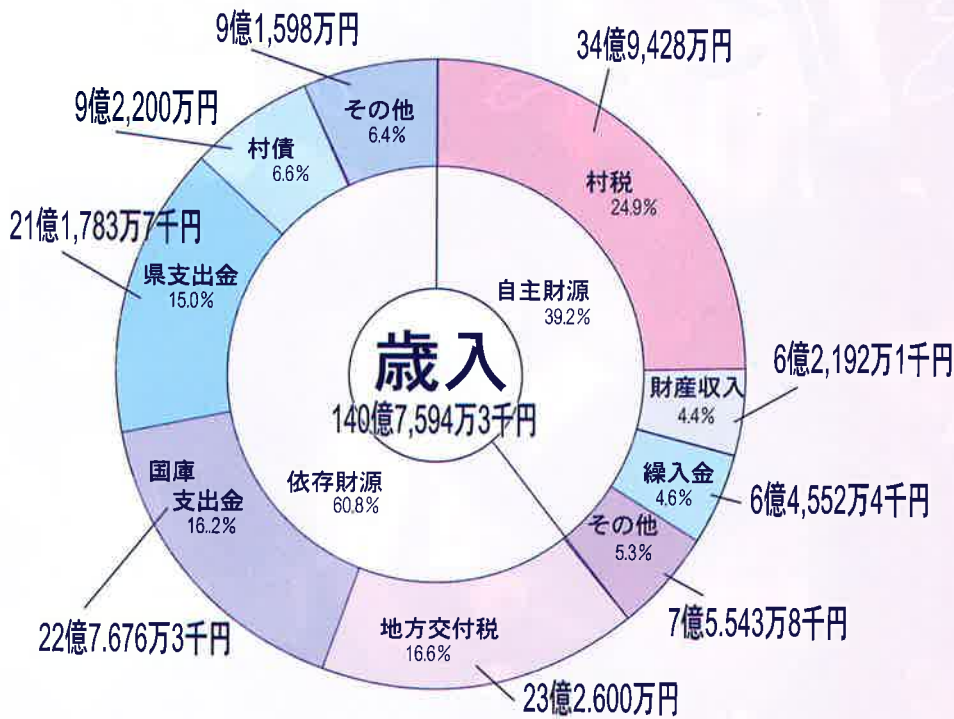 9億1,598万円
34億9,428万円
9億2,200万円
その他
6.4%
村債
6.6%
村税
24.9%
21億1,783万7千円
県支出金
15.0%
自主財源
39.2%
歳入
140億7,594万3千円
6億2,192万1千円
財産収入
4.4%
繰入金
4.6%
6億4,552万4千円
その他
5.3%
7億5.543万8千円
依存財源
60.8%
国庫
支出金
16..2%
22億7.676万3千円
地方交付税
16.6%
23億2.600万円